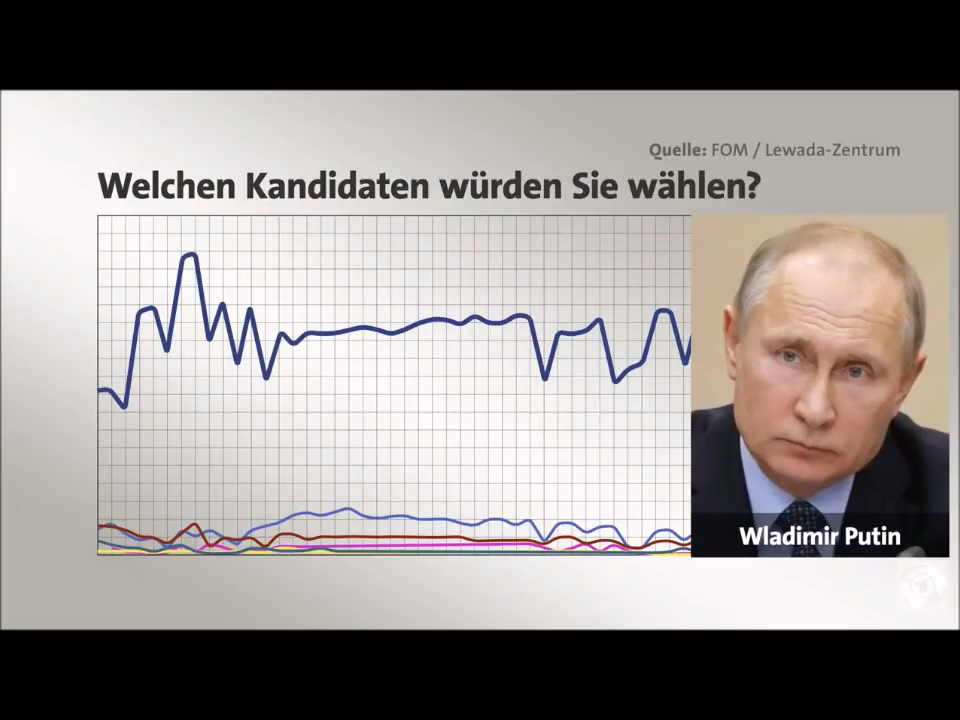 Quelle: FOM / Lewada-Zentrum
Welchen Kandidaten würden Sie wählen?
Wladimir Putin